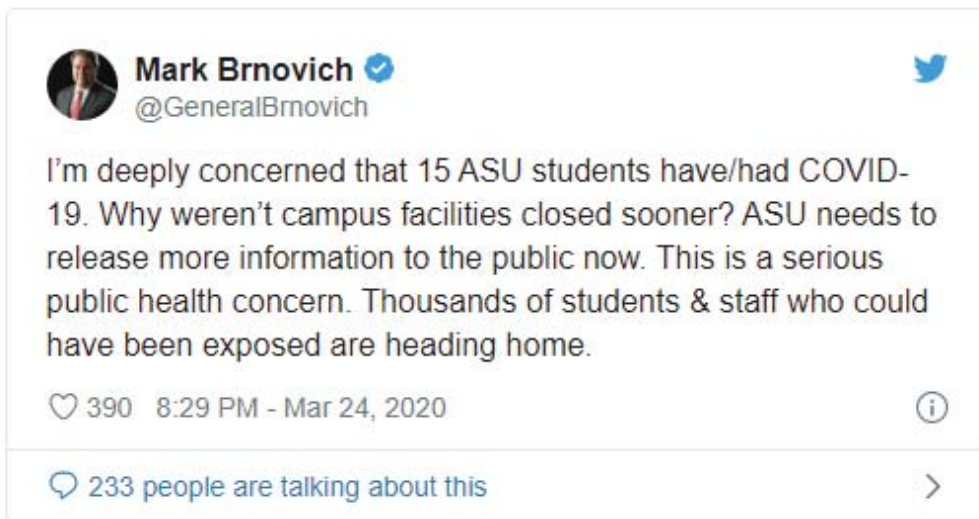 Mark Brnovich
@GeneralBrnovich
I’m deeply concerned that 15 ASU students have/had COVID-
19. Why weren’t campus facilities closed sooner? ASU needs to
release more information to the public now. This is a serious
public health concern. Thousands of students & staff who could
have been exposed are heading home.
390 8:29 PM - Mar 24, 2020
233 people are talking about this